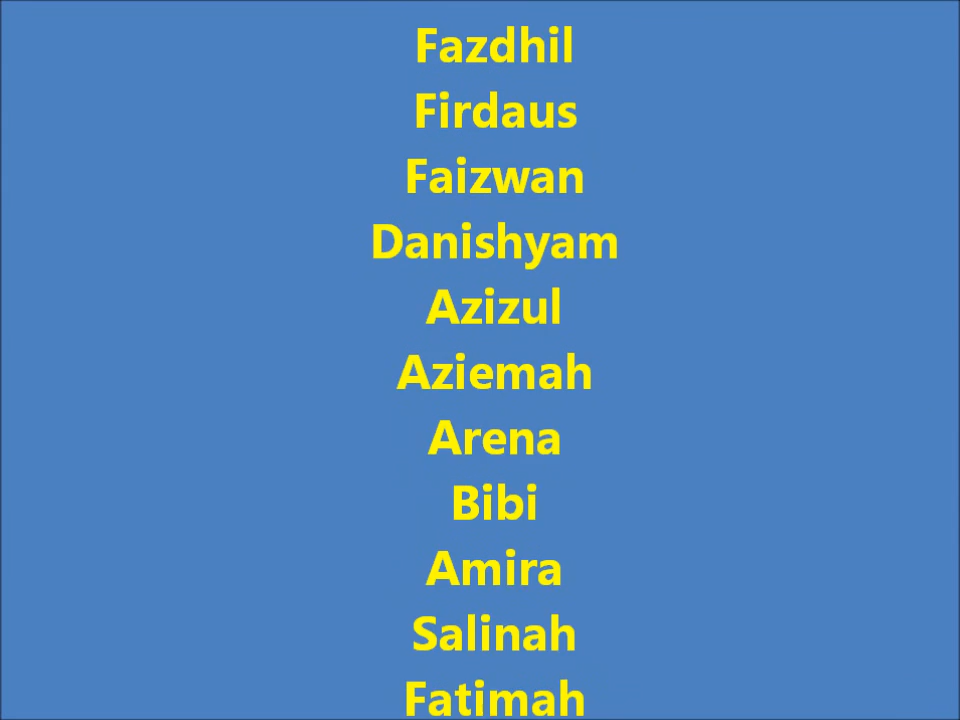 Fazdhil
Firdaus
Faizwan
Danishyam
Azizul
Aziemah
Arena
Bibi
Amira
Salinah
Fatimah